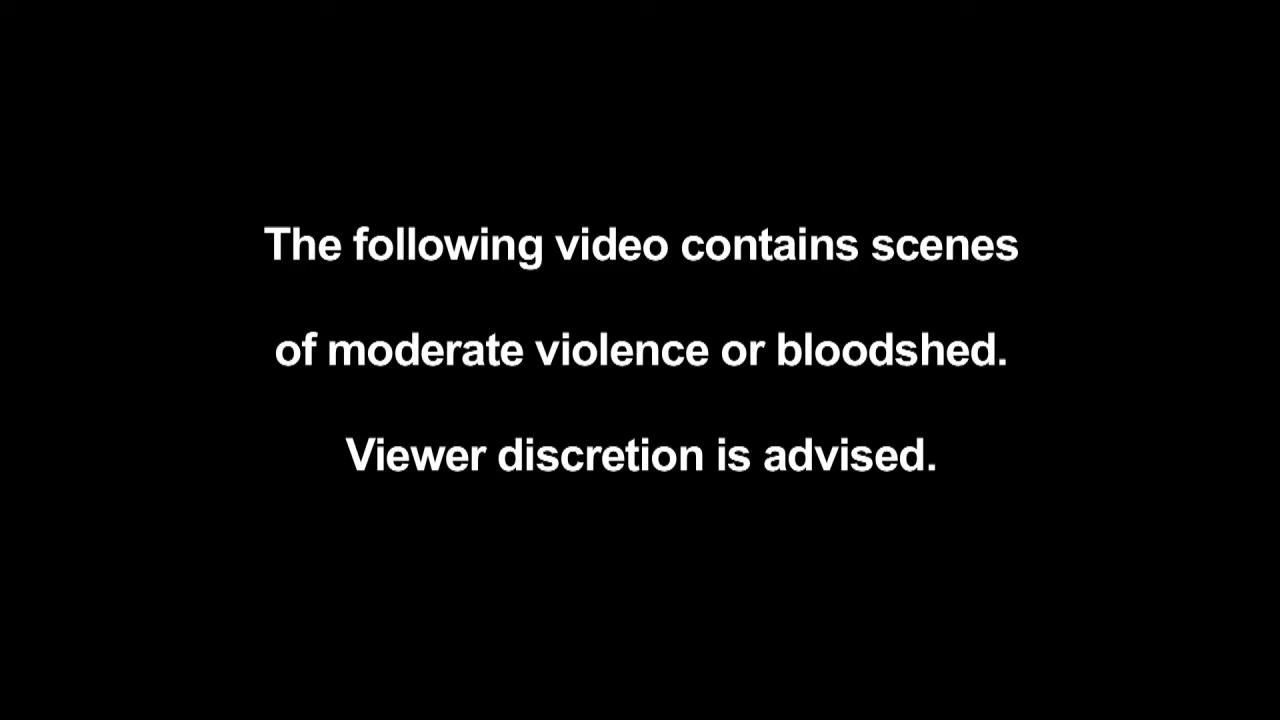 The following video contains scenes
of moderate violence or bloodshed.
Viewer discretion is advised.